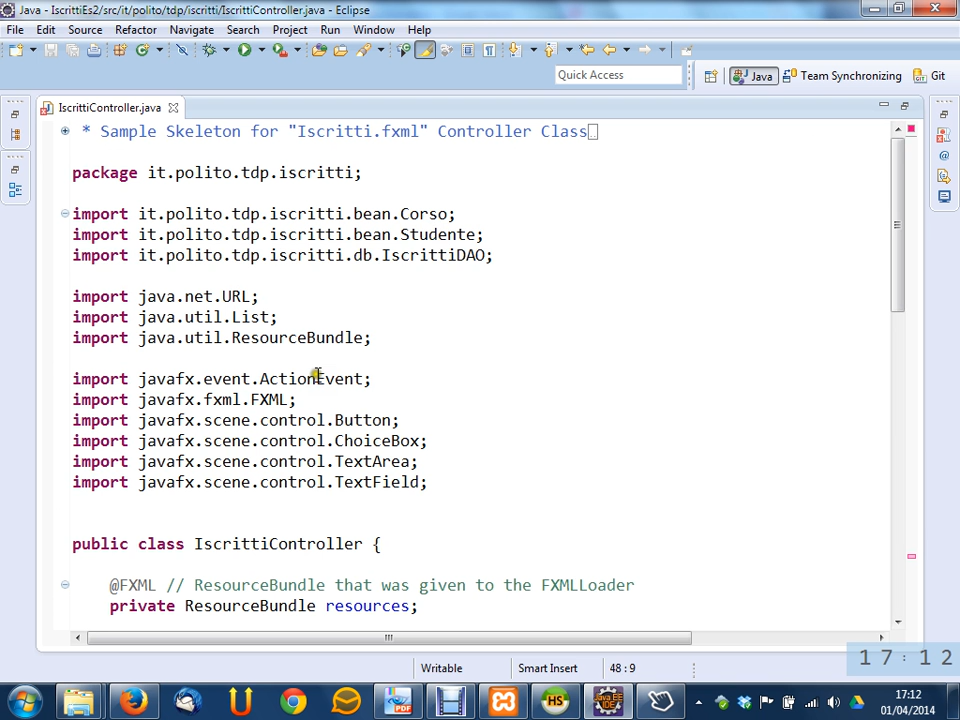 Java - IscrittiEs2/src/it/polito/tdp/iscritti/IscrittiController.java - Eclipse
File Edit Source Refactor Navigate Search Project Run Window Help
Quick Access Java Team Synchronizing Git
IscrittiController.java
* Sample Skeleton for "Iscritti.fxml" Controller Class
package it.polito.tdp.iscritti;
import it.polito.tdp.iscritti.bean.Corso;
import it.polito.tdp.iscritti.bean.Studente;
import it.polito.tdp.iscritti.db.IscrittiDAO;
import java.net.URL;
import java.util.List;
import java.util.ResourceBundle;
import javafx.event.ActionEvent;
import javafx.fxml.FXML;
import javafx.scene.control.Button;
import javafx.scene.control.ChoiceBox;
import javafx.scene.control.TextArea;
import javafx.scene.control.TextField;
public class IscrittiController {
@FXML // ResourceBundle that was given to the FXMLLoader
private ResourceBundle resources;
17:12
Writable Smart Insert 48 : 9
PDF HS Java EE IDE 17:12
01/04/2014